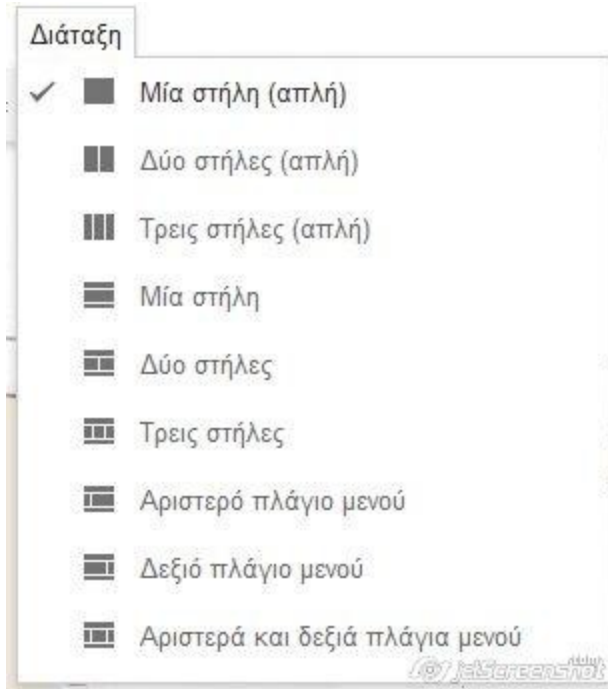 Διάταξη
Μία στήλη (απλή)
Δύο στήλες (απλή)
Τρεις στήλες (απλή)
Μία στήλη
Δύο στήλες
Τρεις στήλες
Αριστερό πλάγιο μενού
Δεξιό πλάγιο μενού
Αριστερά και δεξιά πλάγια μενού
jetScreenshot